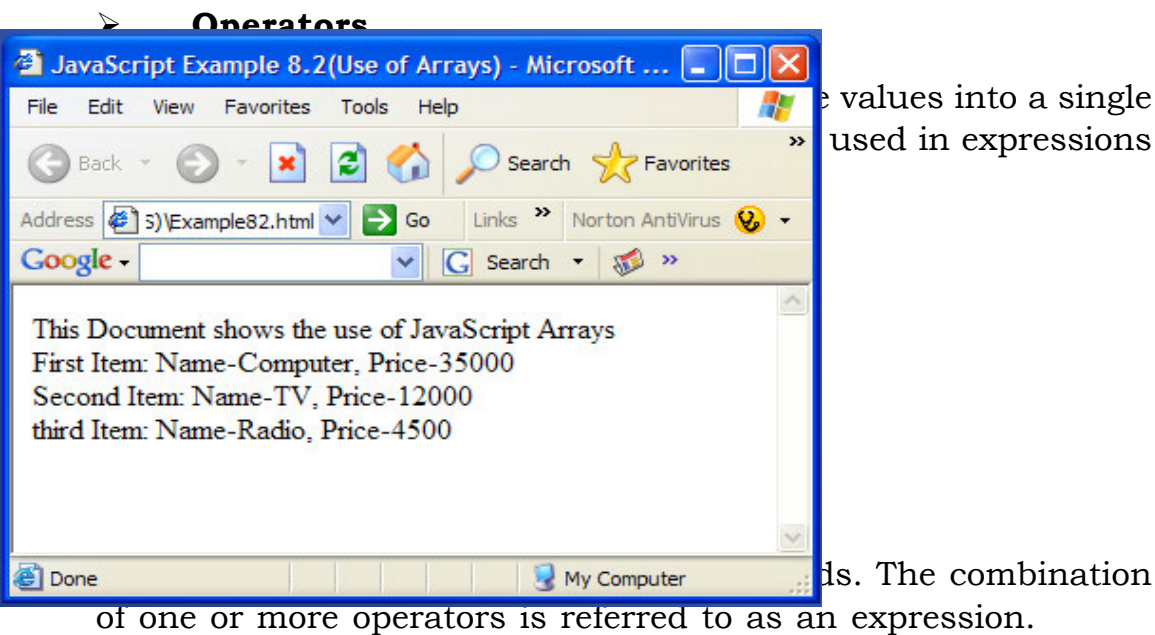 ➢ Operators
JavaScript Example 8.2(Use of Arrays) - Microsoft ...
File Edit View Favorites Tools Help
values into a single
Back Search Favorites »
used in expressions
Address S)\Example82.html Go Links » Norton AntiVirus
Google Search »
This Document shows the use of JavaScript Arrays
First Item: Name-Computer, Price-35000
Second Item: Name-TV, Price-12000
third Item: Name-Radio, Price-4500
Done My Computer
ds. The combination
of one or more operators is referred to as an expression.